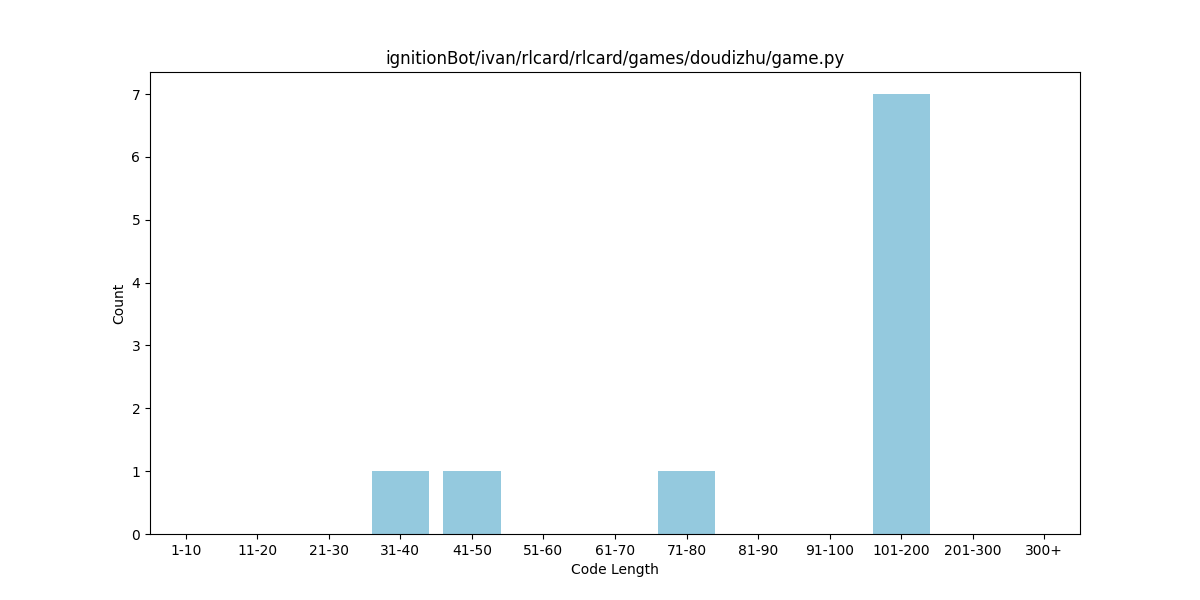 ignitionBot/ivan/rlcard/rlcard/games/doudizhu/game.py
7
6
5
4
3
2
1
0
Count
1-10 11-20 21-30 31-40 41-50 51-60 61-70 71-80 81-90 91-100 101-200 201-300 300+
Code Length